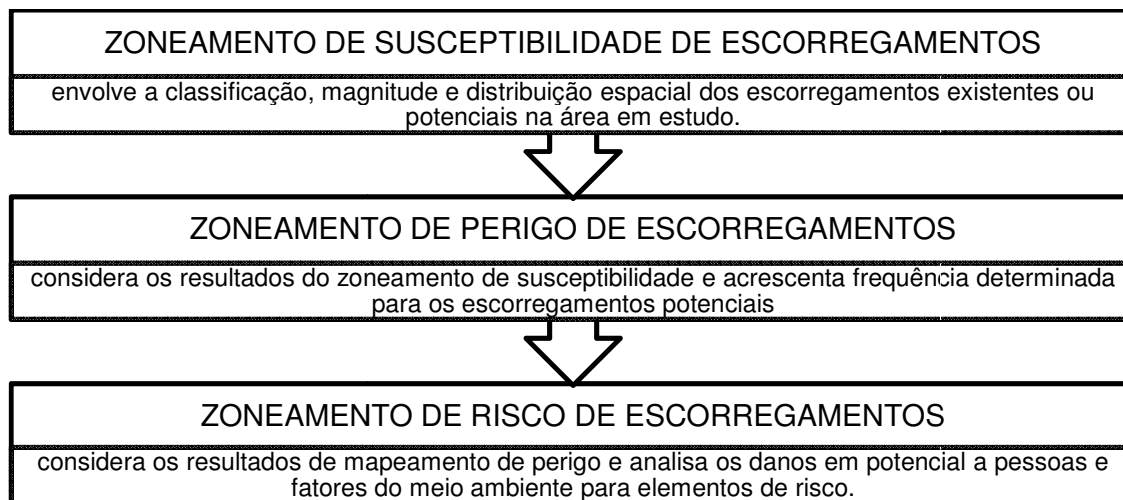 ZONEAMENTO DE SUSCEPTIBILIDADE DE ESCORREGAMENTOS
envolve a classificação, magnitude e distribuição espacial dos escorregamentos existentes ou
potenciais na área em estudo.
ZONEAMENTO DE PERIGO DE ESCORREGAMENTOS
considera os resultados do zoneamento de susceptibilidade e acrescenta frequência determinada
para os escorregamentos potenciais
ZONEAMENTO DE RISCO DE ESCORREGAMENTOS
considera os resultados de mapeamento de perigo e analisa os danos em potencial a pessoas e
fatores do meio ambiente para elementos de risco.